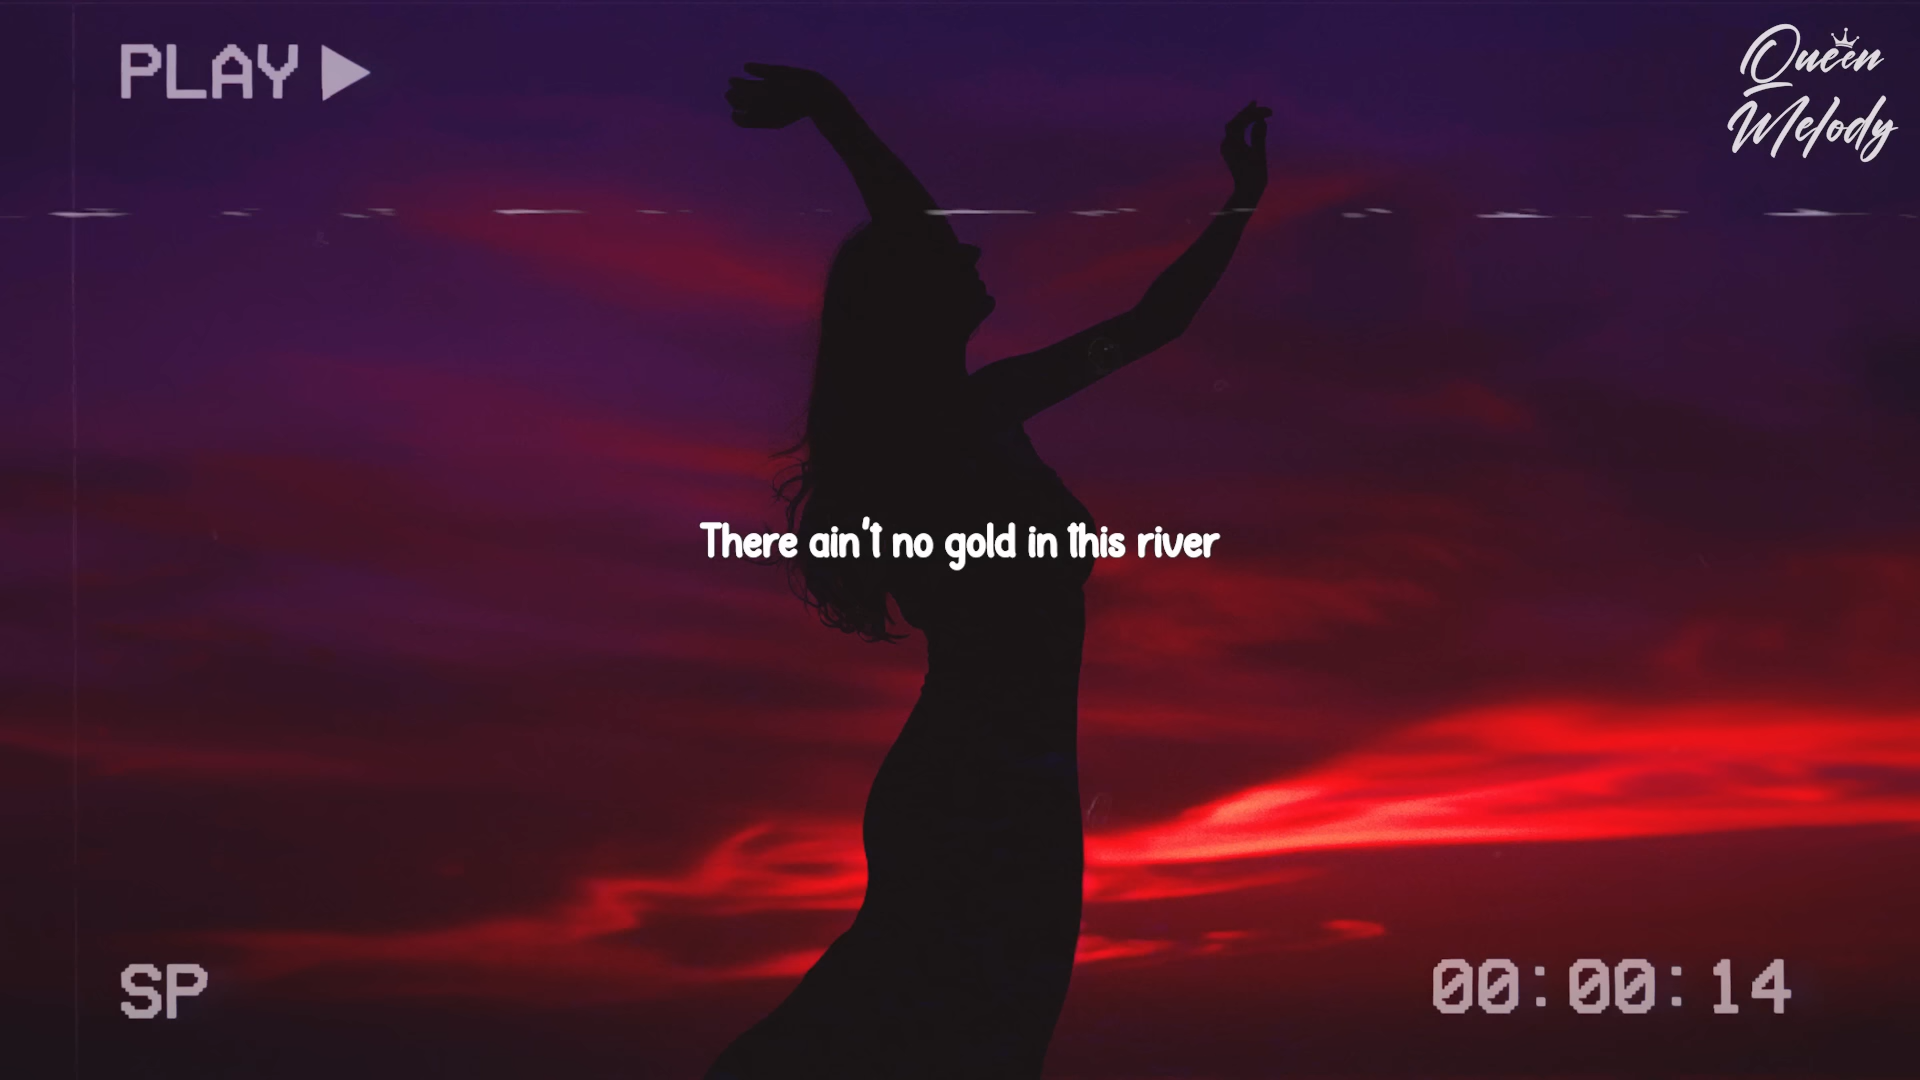 PLAY
Queen
Melody
There ain't no gold in this river
SP
00:00:14